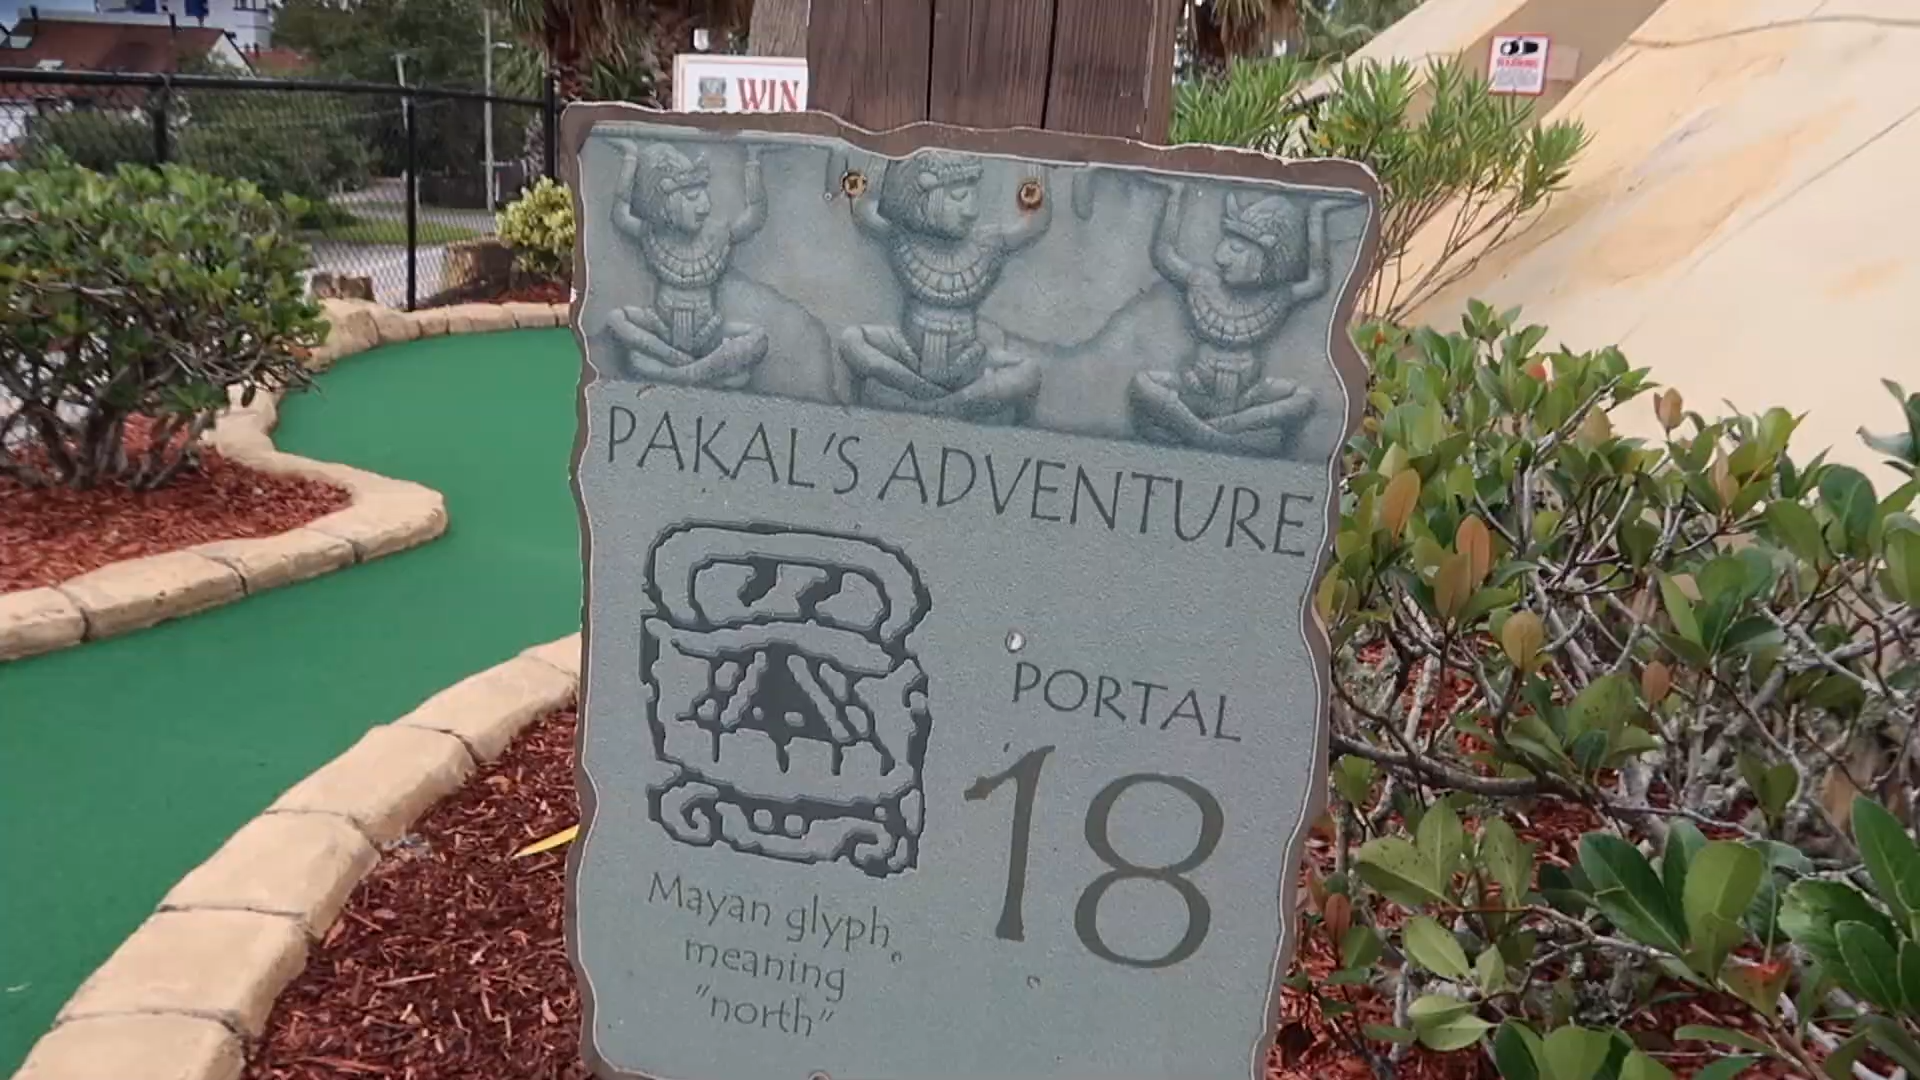 WIN
PAKAL'S ADVENTURE
PORTAL
18
Mayan glyph
meaning
"north"